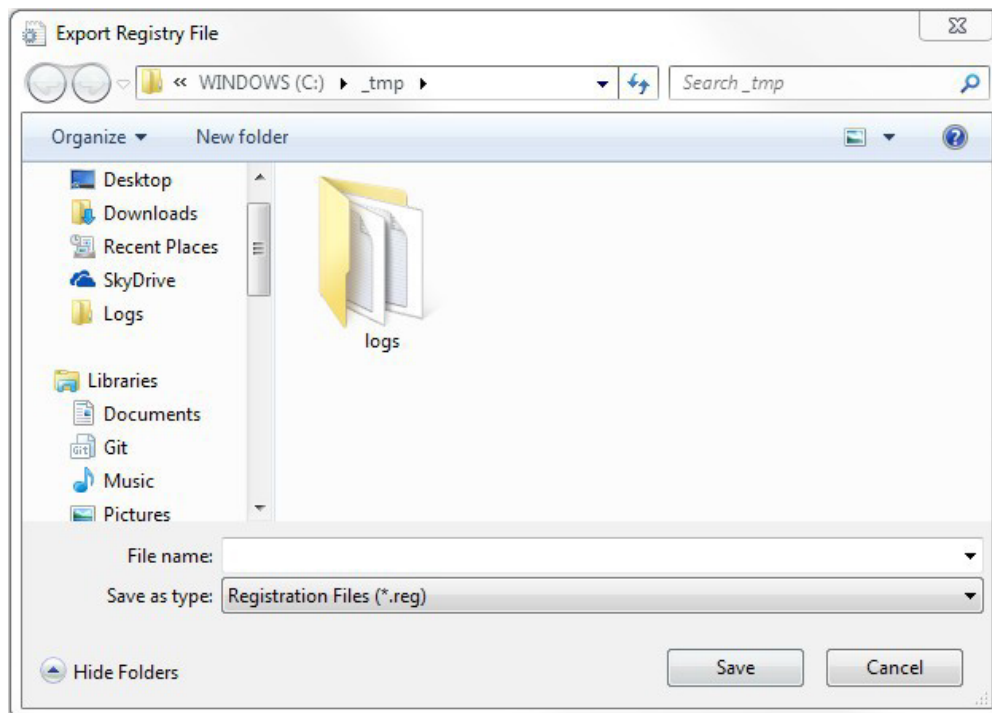 Export Registry File
« WINDOWS (C:) _tmp
Search _tmp
Organize New folder
Desktop
Downloads
Recent Places
SkyDrive
Logs
Libraries
Documents
Git
Git
Music
Pictures
logs
File name:
Save as type: Registration Files (*.reg)
Hide Folders Save Cancel